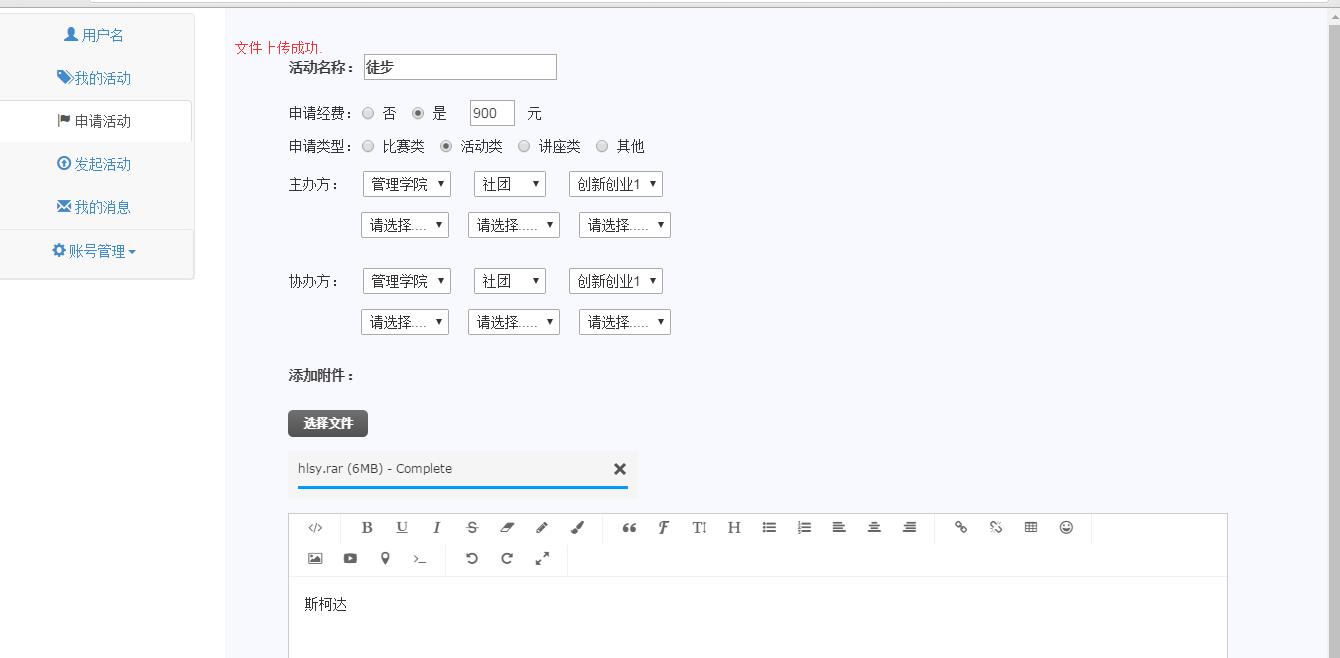 用户名
我的活动
申请活动
发起活动
我的消息
账号管理
文件上传成功.
活动名称： 徒步
申请经费： 否 是 900 元
申请类型： 比赛类 活动类 讲座类 其他
主办方： 管理学院 社团 创新创业1
请选择.... 请选择..... 请选择.....
协办方： 管理学院 社团 创新创业1
请选择.... 请选择..... 请选择.....
添加附件：
选择文件
hlsy.rar (6MB) - Complete
斯柯达